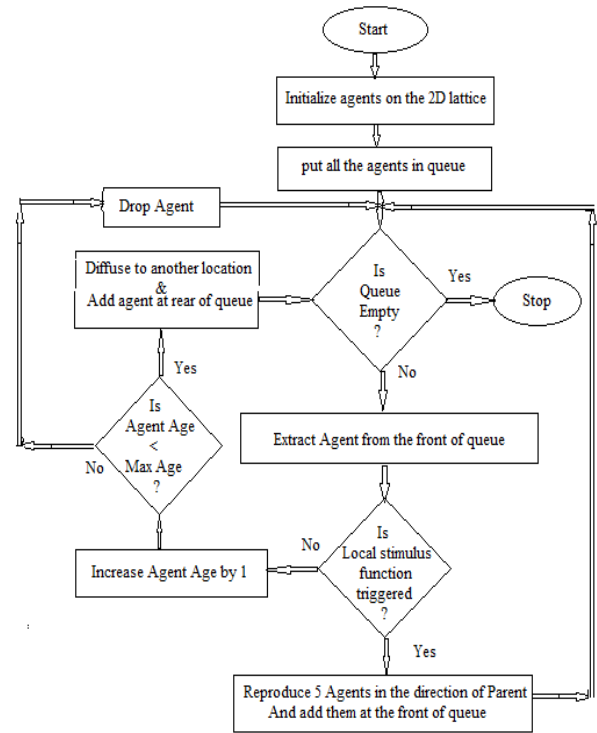 Start
Initialize agents on the 2D lattice
put all the agents in queue
Drop Agent
Diffuse to another location
&
Add agent at rear of queue
Is
Queue
Empty
?
Yes
Stop
Yes
No
Is
Agent Age
<
Max Age
?
No
Extract Agent from the front of queue
Is
Local stimulus
function
triggered
?
No
Increase Agent Age by 1
Yes
Reproduce 5 Agents in the direction of Parent
And add them at the front of queue
: